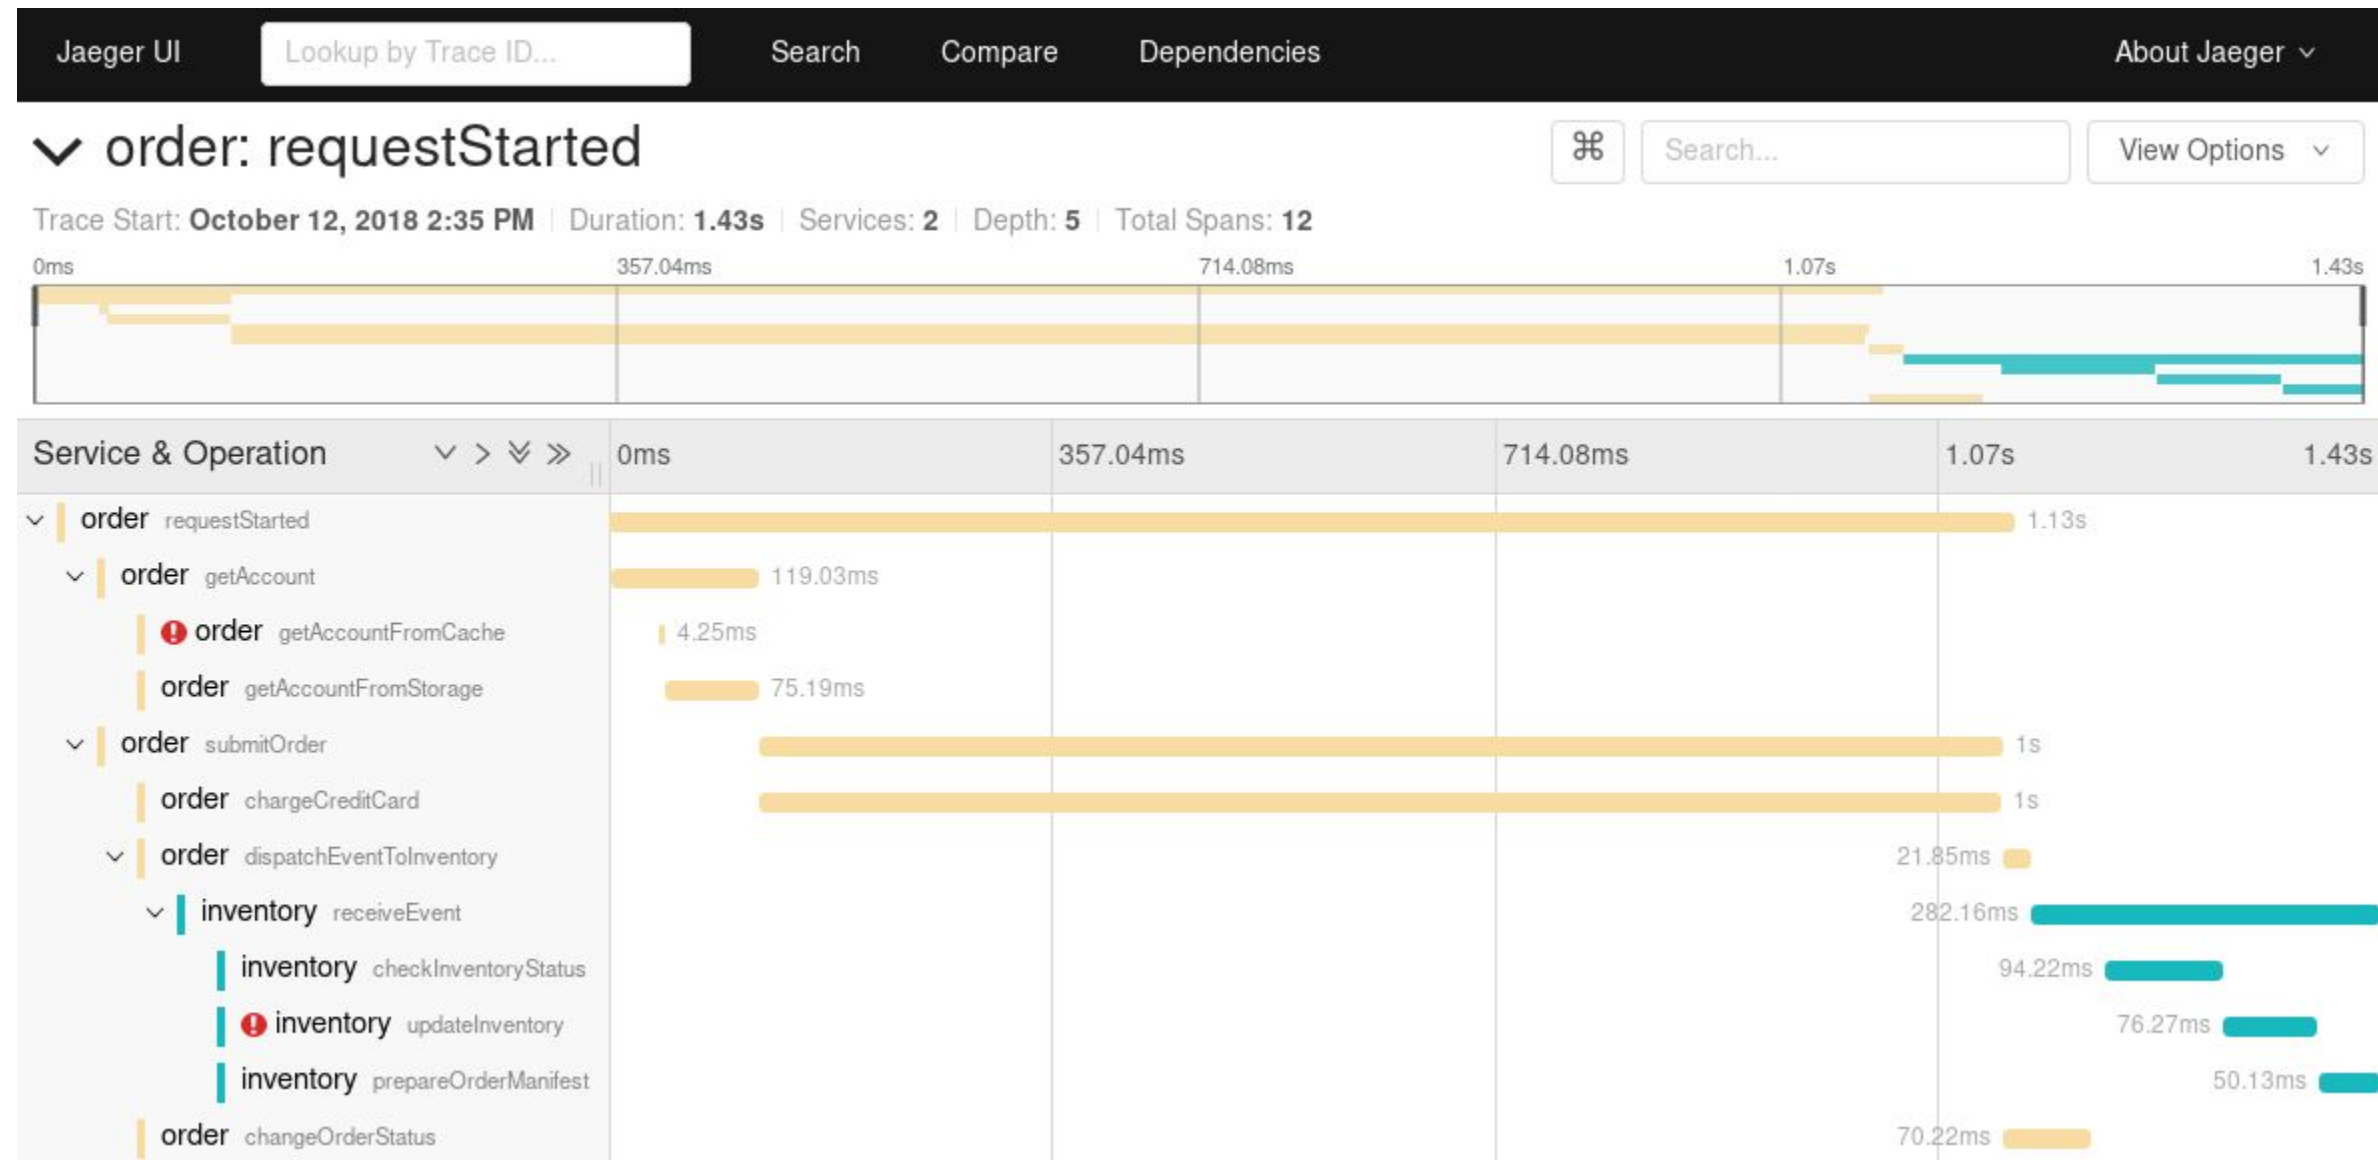 Jaeger UI Lookup by Trace ID... Search Compare Dependencies About Jaeger
order: requestStarted ⌘ Search... View Options
Trace Start: October 12, 2018 2:35 PM Duration: 1.43s Services: 2 Depth: 5 Total Spans: 12
0ms 357.04ms 714.08ms 1.07s 1.43s
Service & Operation 0ms 357.04ms 714.08ms 1.07s 1.43s
order requestStarted 1.13s
order getAccount 119.03ms
order getAccountFromCache 4.25ms
order getAccountFromStorage 75.19ms
order submitOrder 1s
order chargeCreditCard 1s
order dispatchEventToInventory 21.85ms
inventory receiveEvent 282.16ms
inventory checkInventoryStatus 94.22ms
inventory updateInventory 76.27ms
inventory prepareOrderManifest 50.13ms
order changeOrderStatus 70.22ms